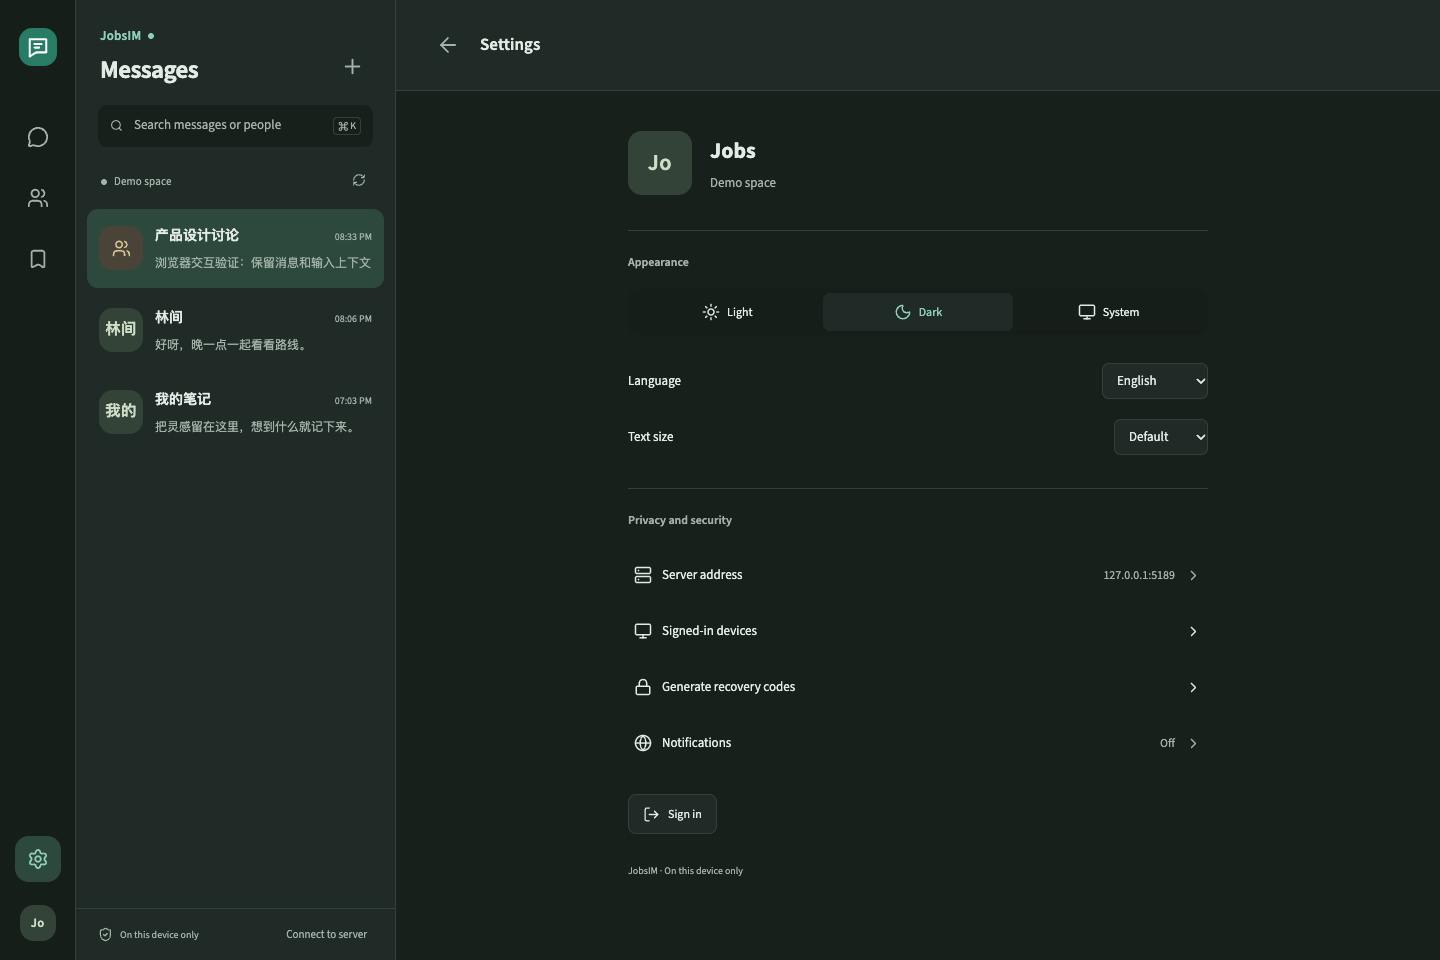 JobsIM
Messages
Search messages or people
⌘K
Demo space
产品设计讨论
08:33 PM
浏览器交互验证：保留消息和输入上下文
林间
林间
08:06 PM
好呀，晚一点一起看看路线。
我的
我的笔记
07:03 PM
把灵感留在这里，想到什么就记下来。
Jo
On this device only
Connect to server
Settings
Jo
Jobs
Demo space
Appearance
Light
Dark
System
Language
English
Text size
Default
Privacy and security
Server address
127.0.0.1:5189
Signed-in devices
Generate recovery codes
Notifications
Off
Sign in
JobsIM · On this device only